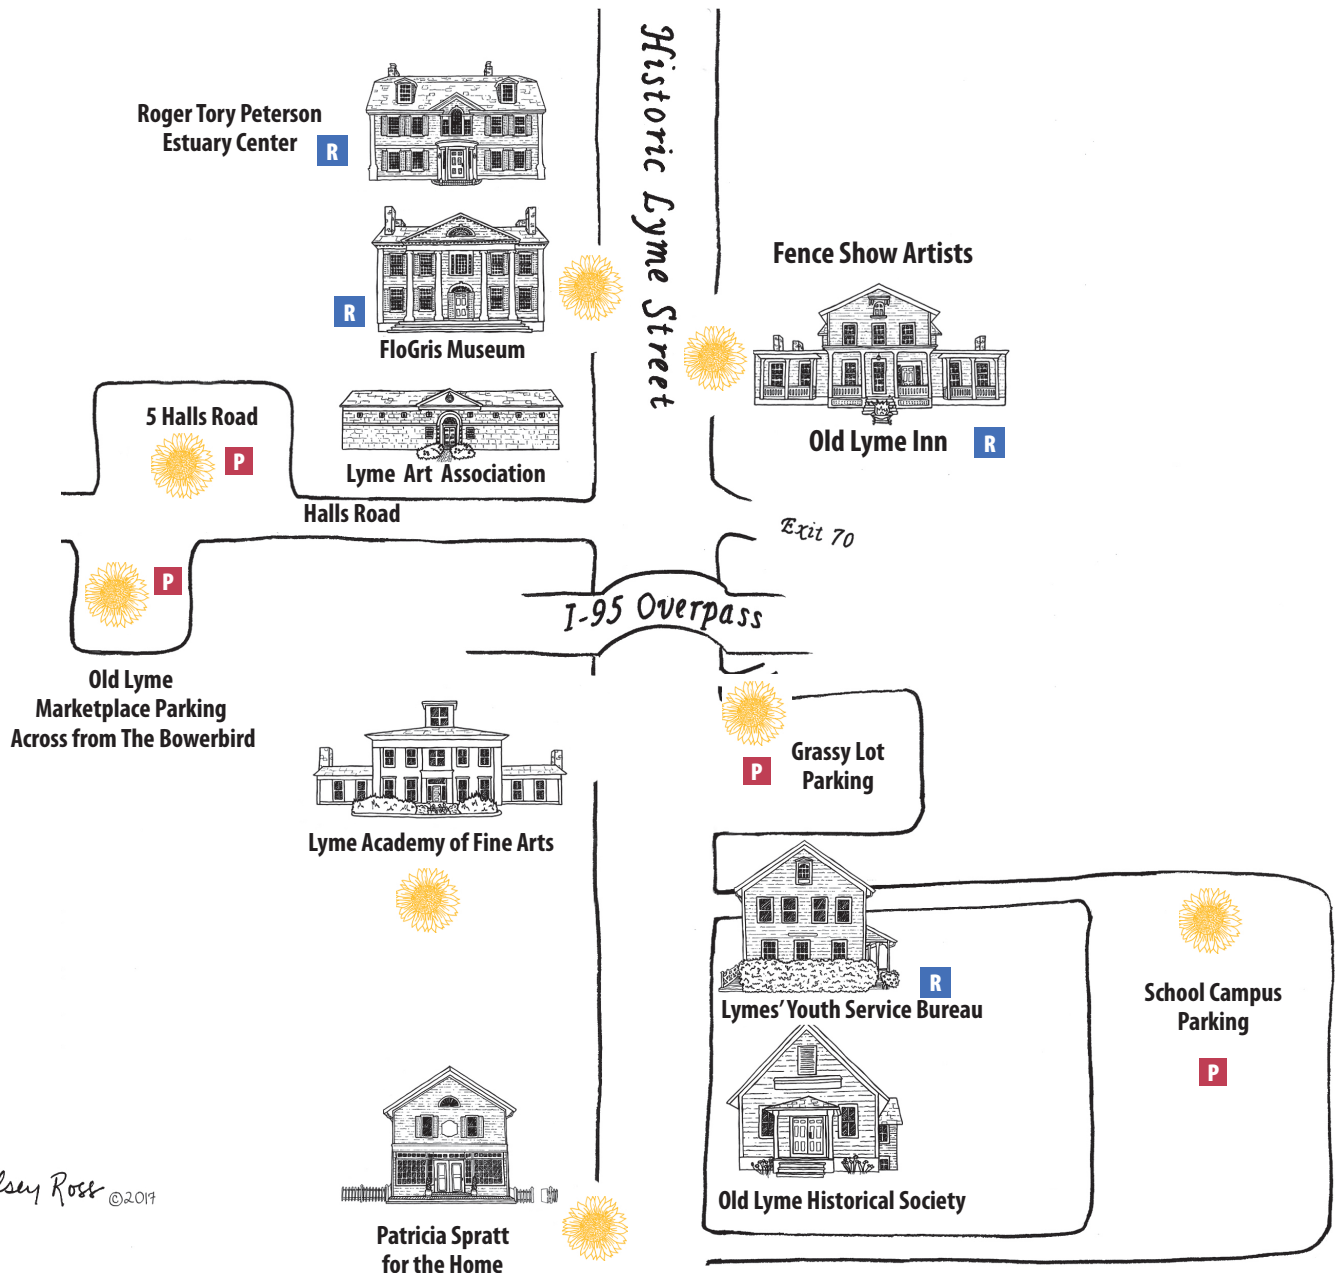 Historic Lyme Street
Roger Tory Peterson
Estuary Center
R
R
FloGris Museum
Fence Show Artists
Old Lyme Inn
R
5 Halls Road
P
Lyme Art Association
Halls Road
Exit 70
P
I-95 Overpass
Old Lyme
Marketplace Parking
Across from The Bowerbird
Grassy Lot
Parking
P
Lyme Academy of Fine Arts
R
Lymes' Youth Service Bureau
School Campus
Parking
P
Old Lyme Historical Society
Ross ©2017
Patricia Spratt
for the Home